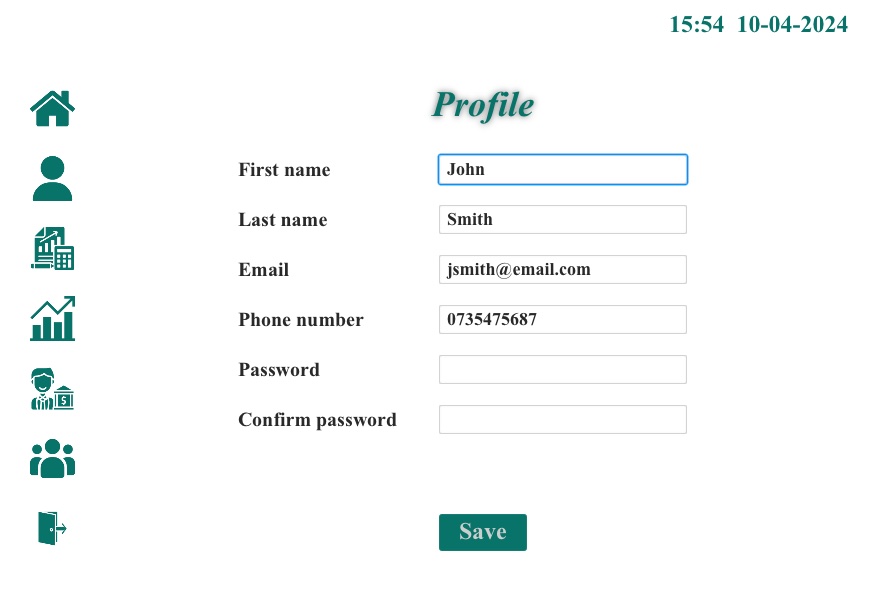 15:54 10-04-2024
Profile
First name John
Last name Smith
Email jsmith@email.com
Phone number 0735475687
Password
Confirm password
Save